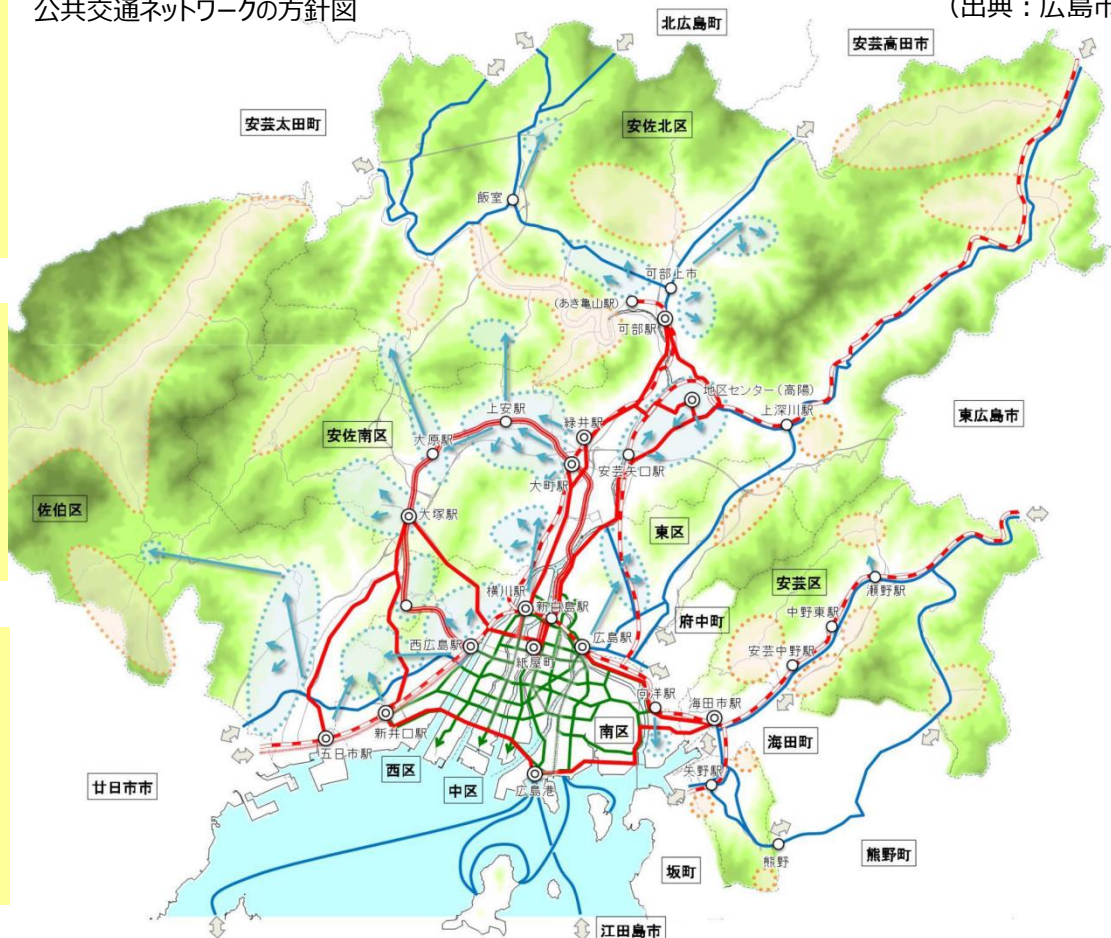 公共交通ネットワークの方針図
(出典：広島市
北広島町
安芸高田市
安芸太田町
安佐北区
飯室
可部上市
(あき亀山駅)
可部駅
地区センター(高陽)
上深川駅
東広島市
上安駅
緑井駅
安佐南区
大原駅
安芸矢口駅
大町駅
佐伯区
大塚駅
東区
安芸区
瀬野駅
横川駅
新白島駅
中野東駅
府中町
西広島駅
広島駅
安芸中野駅
紙屋町
向洋駅
海田市駅
新井口駅
南区
五日市駅
海田町
西区
矢野駅
廿日市市
中区
広島港
熊野
熊野町
坂町
江田島市